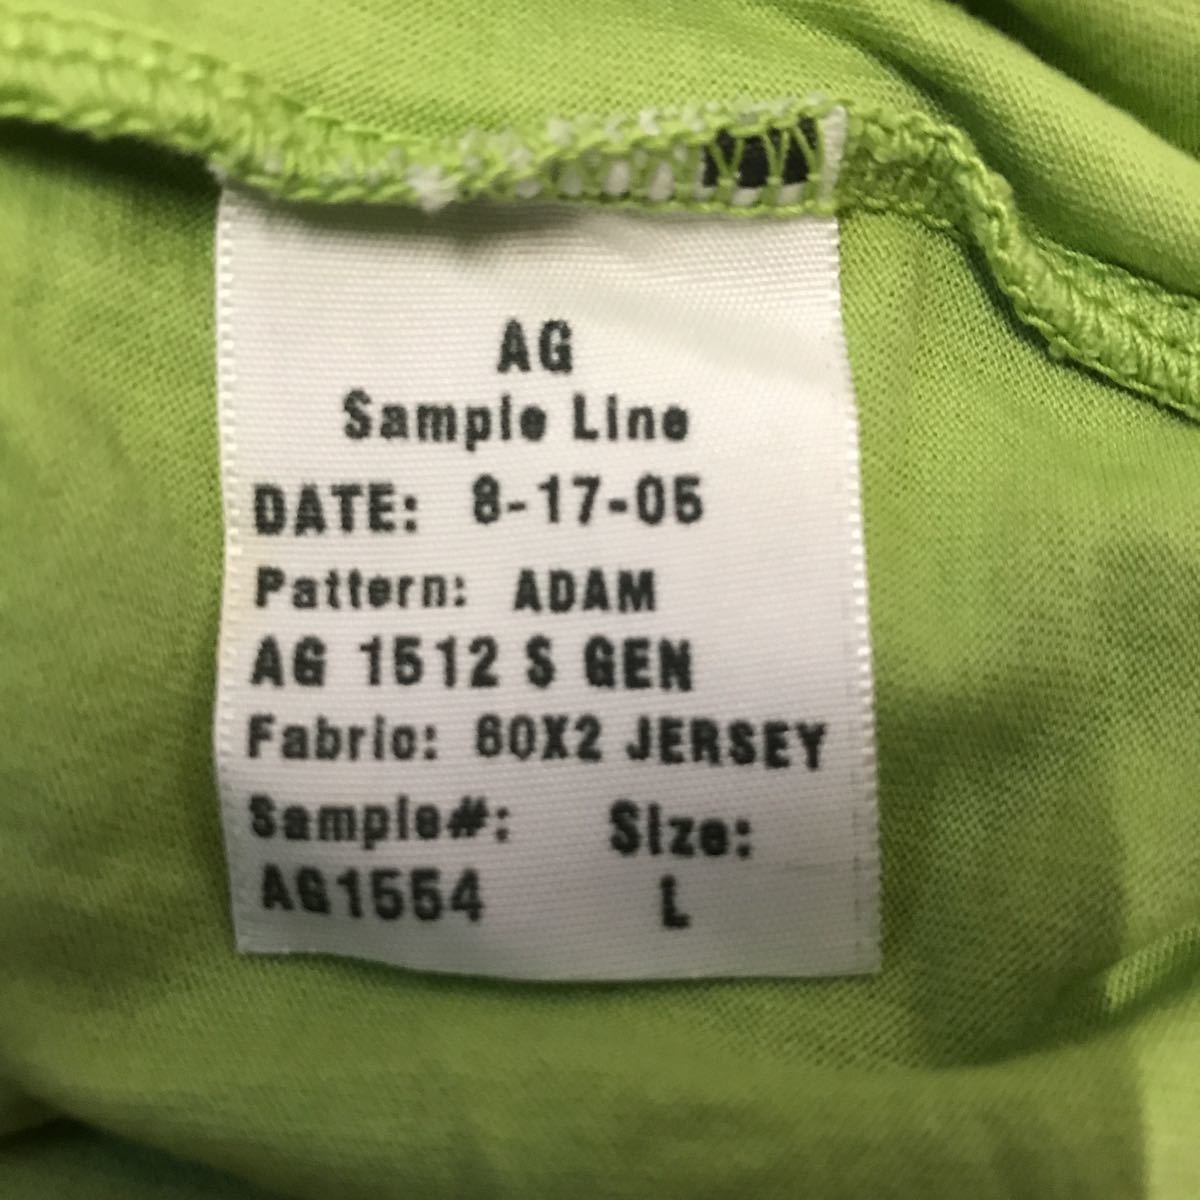 AG
Sample Line
DATE: 8-17-05
Pattern: ADAM
AG 1512 S GEN
Fabric: 60X2 JERSEY
Sample#: Size:
AG1554 L